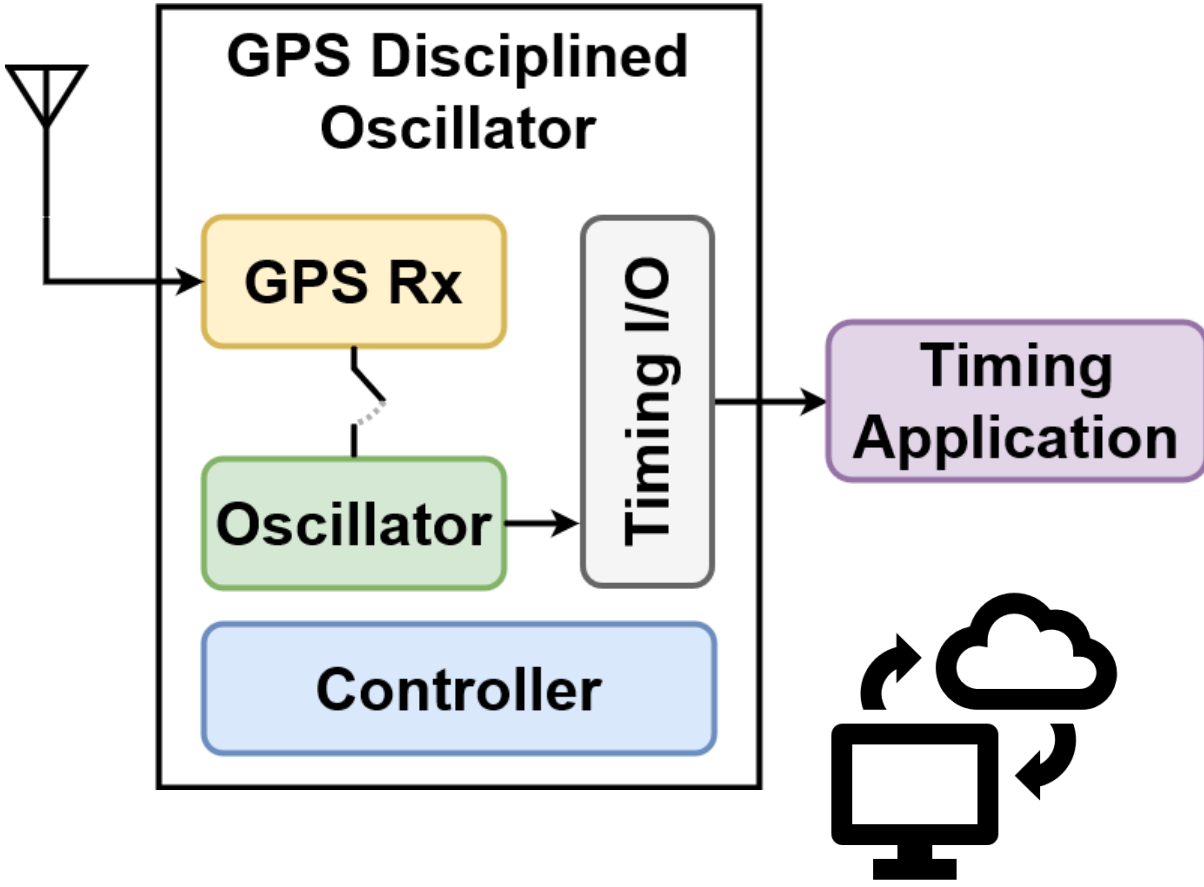 GPS Disciplined
Oscillator
GPS Rx
Timing I/O
Timing
Application
Oscillator
Controller